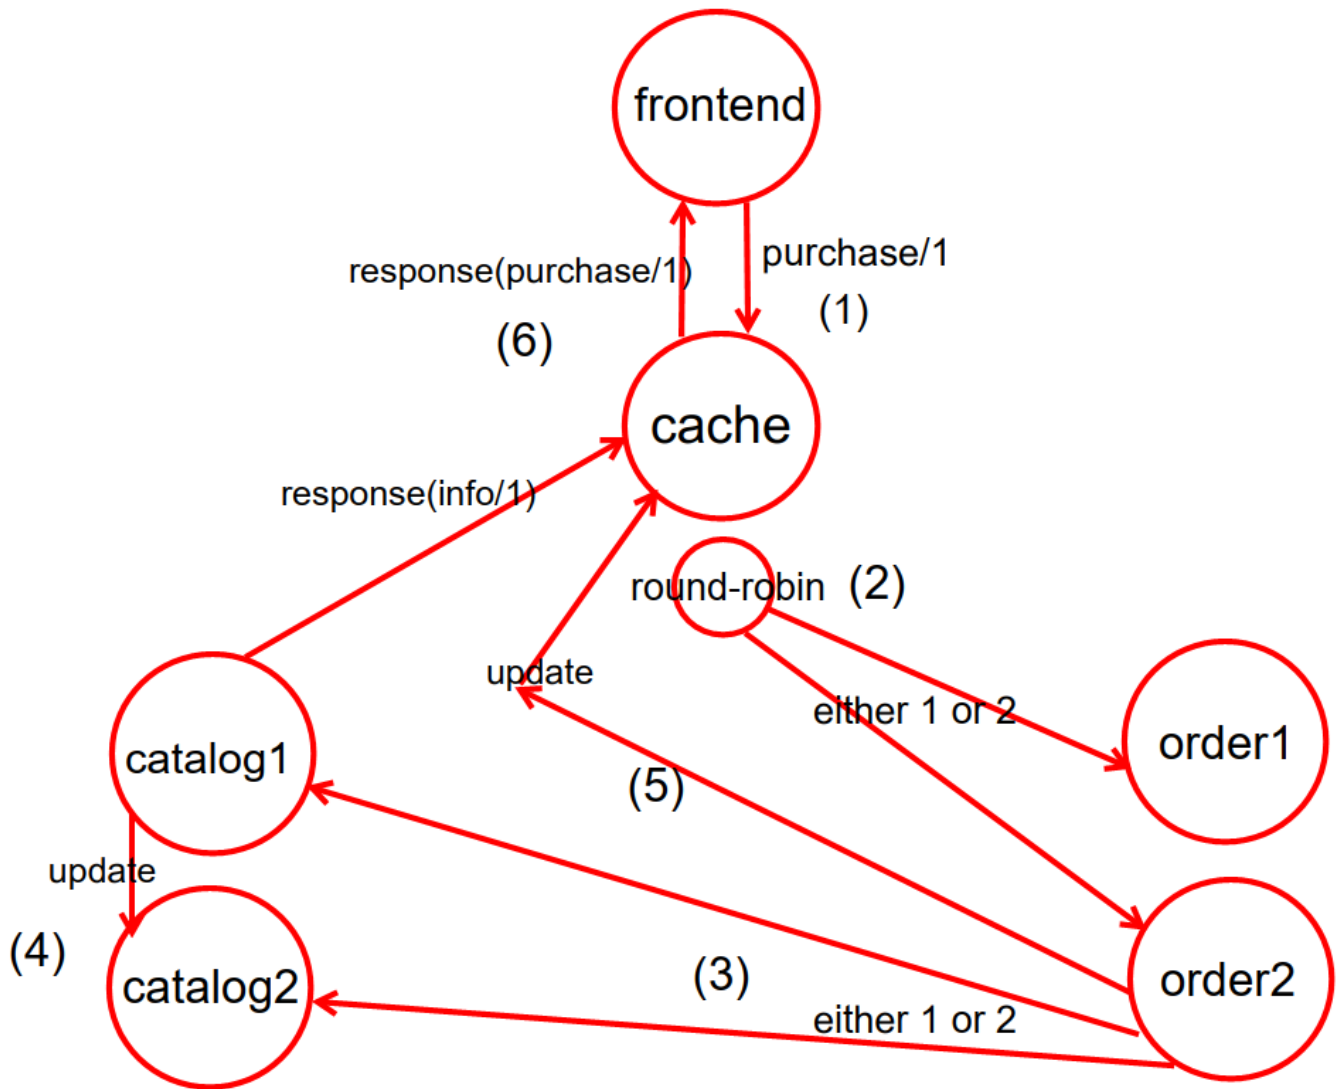 frontend
purchase/1
response(purchase/1)
(1)
(6)
cache
response(info/1)
round-robin
(2)
update
either 1 or 2
order1
catalog1
(5)
update
(4)
(3)
order2
catalog2
either 1 or 2